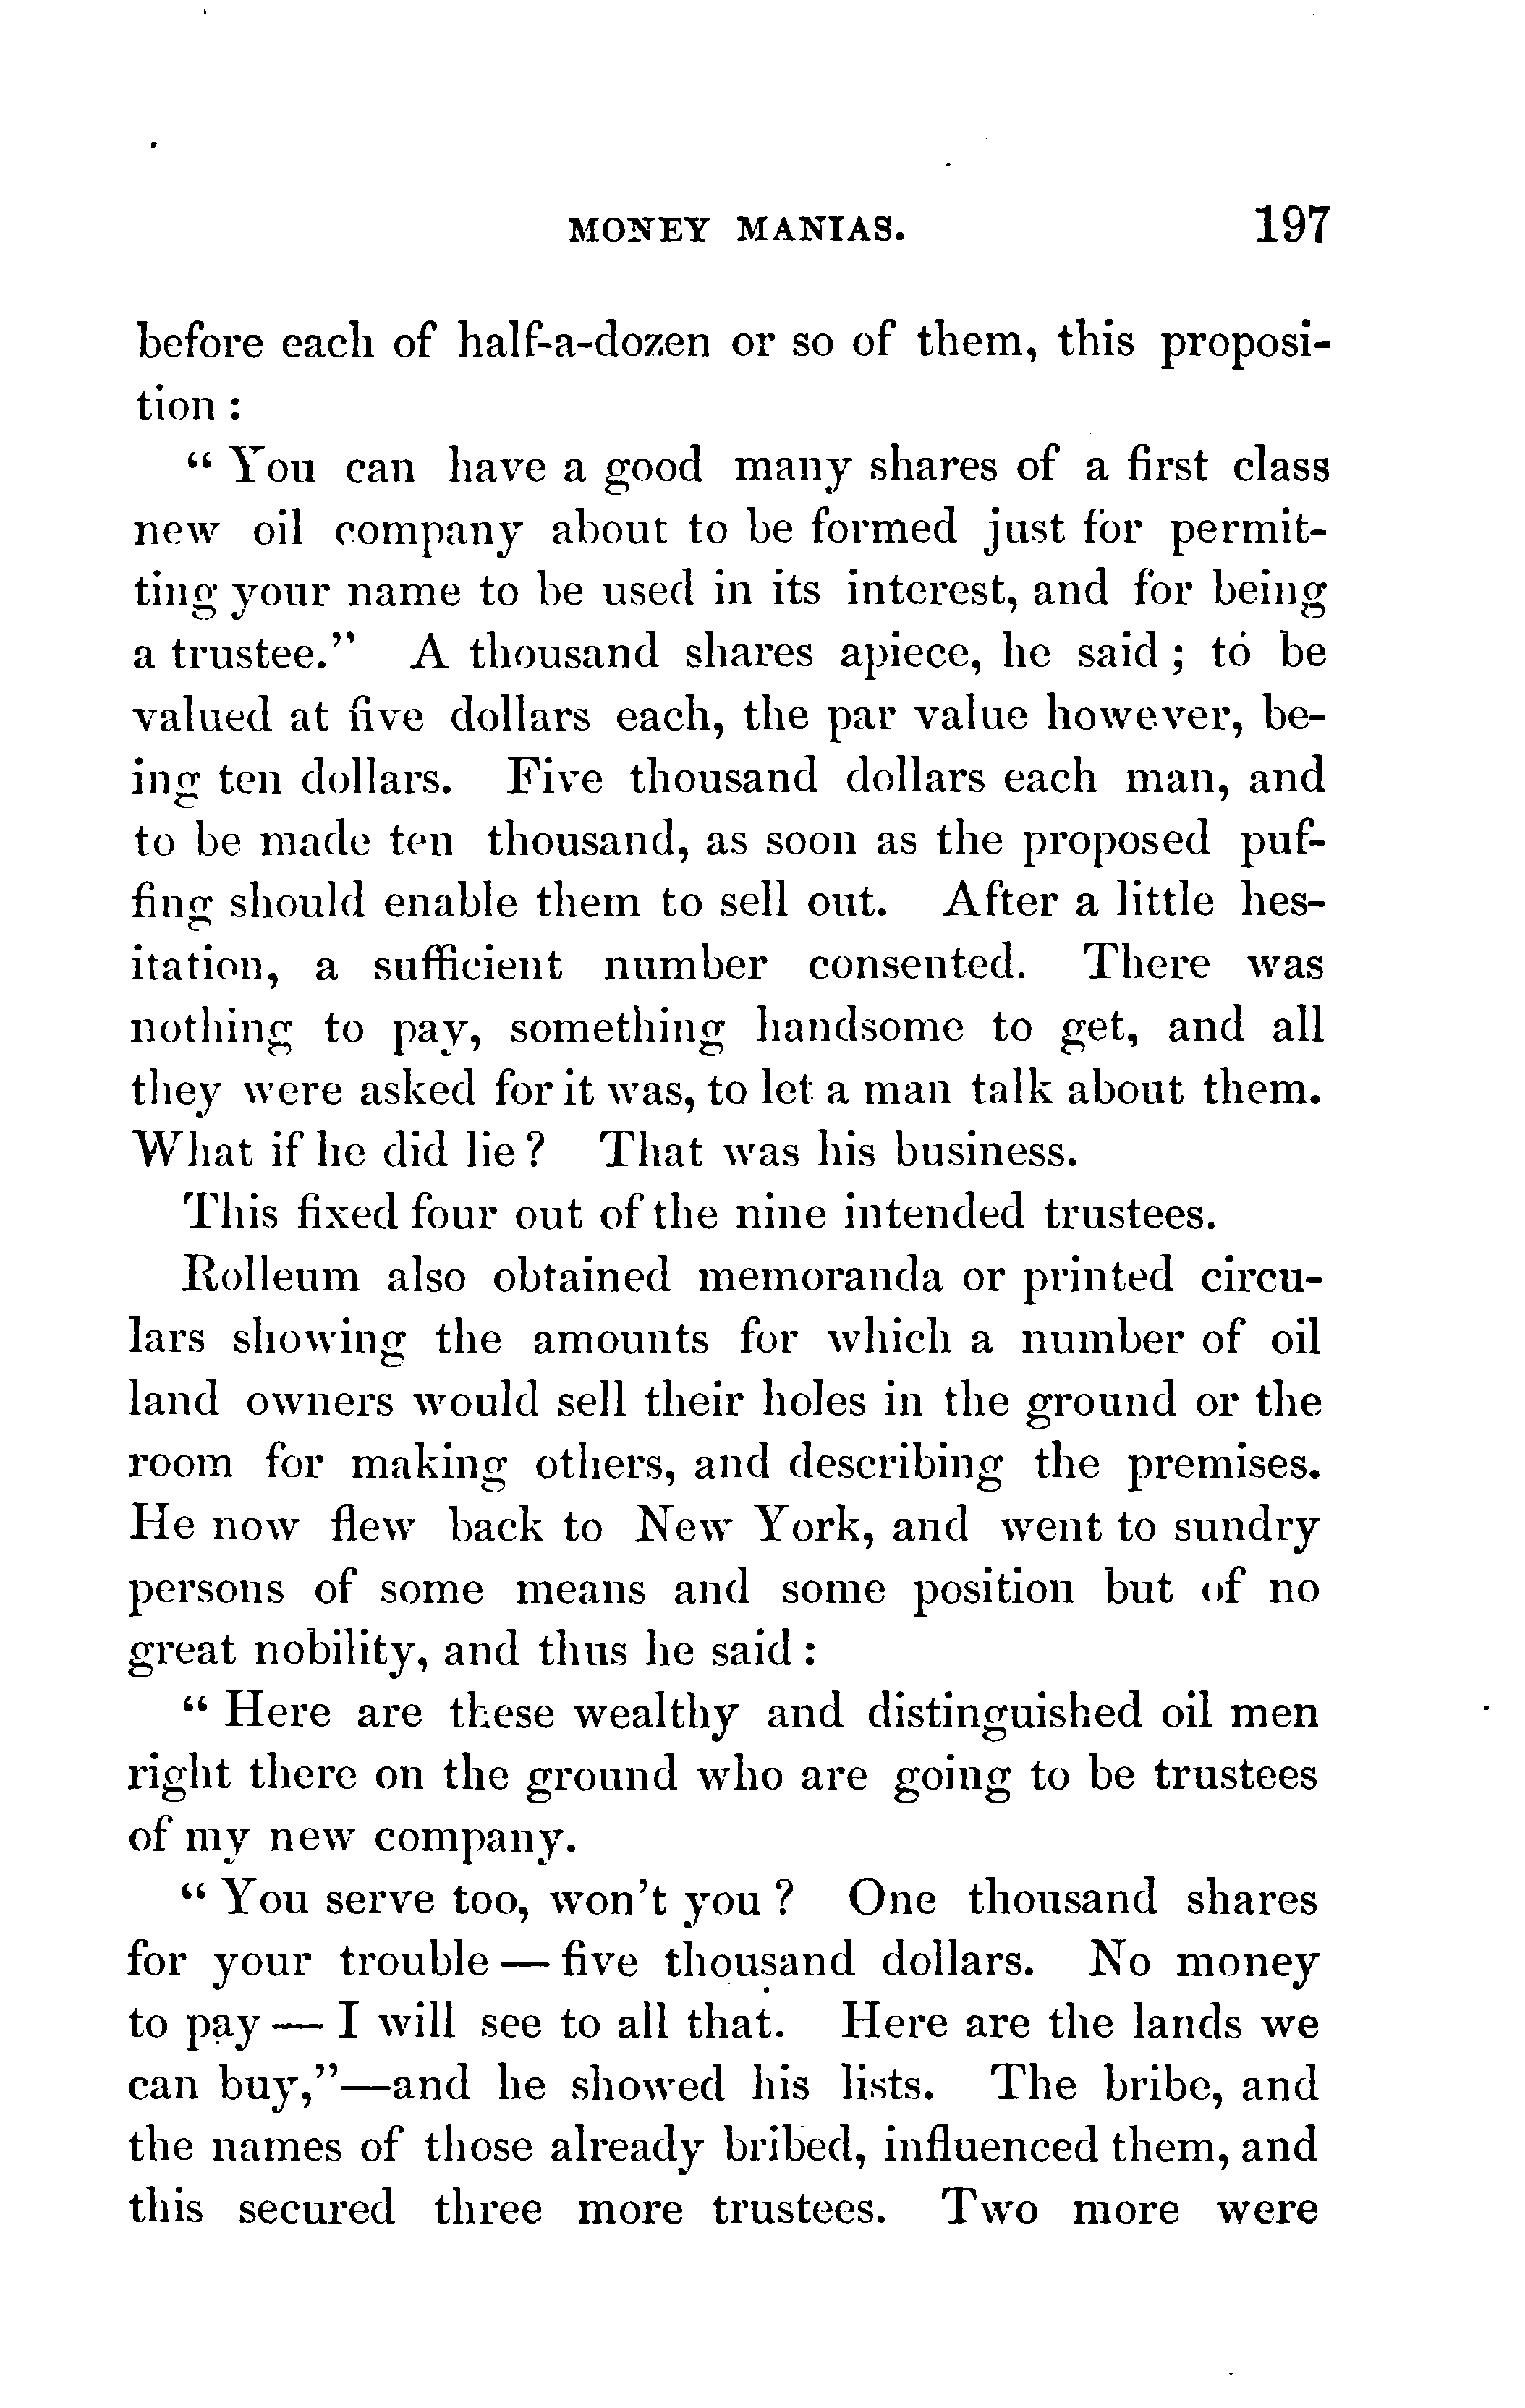 MONEY MANIAS. 197
before each of half-a-dozen or so of them, this proposi-
tion:
"You can have a good many shares of a first class
new oil company about to be formed just for permit-
ting your name to be used in its interest, and for being
a trustee." A thousand shares apiece, he said; to be
valued at five dollars each, the par value however, be-
ing ten dollars. Five thousand dollars each man, and
to be made ten thousand, as soon as the proposed puf-
fing should enable them to sell out. After a little hes-
itation, a sufficient number consented. There was
nothing to pay, something handsome to get, and all
they were asked for it was, to let a man talk about them.
What if he did lie? That was his business.
This fixed four out of the nine intended trustees.
Rolleum also obtained memoranda or printed circu-
lars showing the amounts for which a number of oil
land owners would sell their holes in the ground or the
room for making others, and describing the premises.
He now flew back to New York, and went to sundry
persons of some means and some position but of no
great nobility, and thus he said:
"Here are these wealthy and distinguished oil men
right there on the ground who are going to be trustees
of my new company.
"You serve too, won't you? One thousand shares
for your trouble—five thousand dollars. No money
to pay—I will see to all that. Here are the lands we
can buy,"—and he showed his lists. The bribe, and
the names of those already bribed, influenced them, and
this secured three more trustees. Two more were